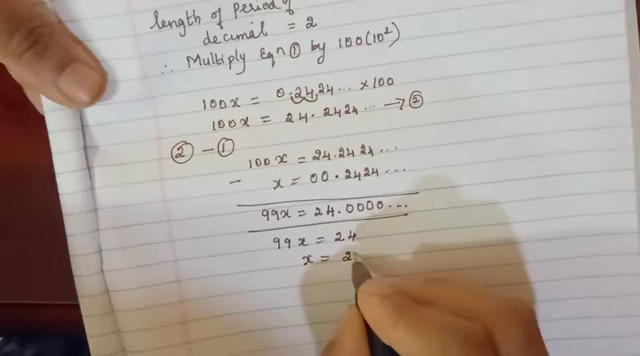 length of period of
decimal = 2
∴ Multiply Eqn ① by 100 (10²)
100x = 0.2424... ×100
100x = 24.2424... → ②
② - ①
100x = 24.2424...
- x = 00.2424...
99x = 24.0000...
99x = 24
x = 2